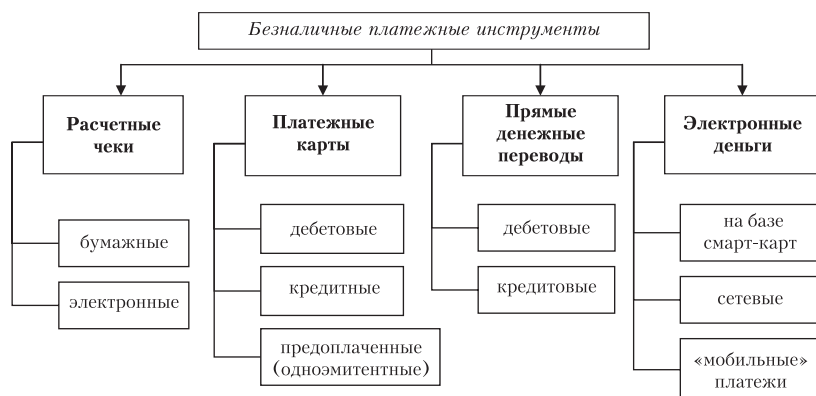 Безналичные платежные инструменты
Расчетные
чеки
Платежные
карты
Прямые
денежные
переводы
Электронные
деньги
бумажные
электронные
дебетовые
кредитные
предоплаченные
(одноэмитентные)
дебетовые
кредитовые
на базе
смарт-карт
сетевые
«мобильные»
платежи